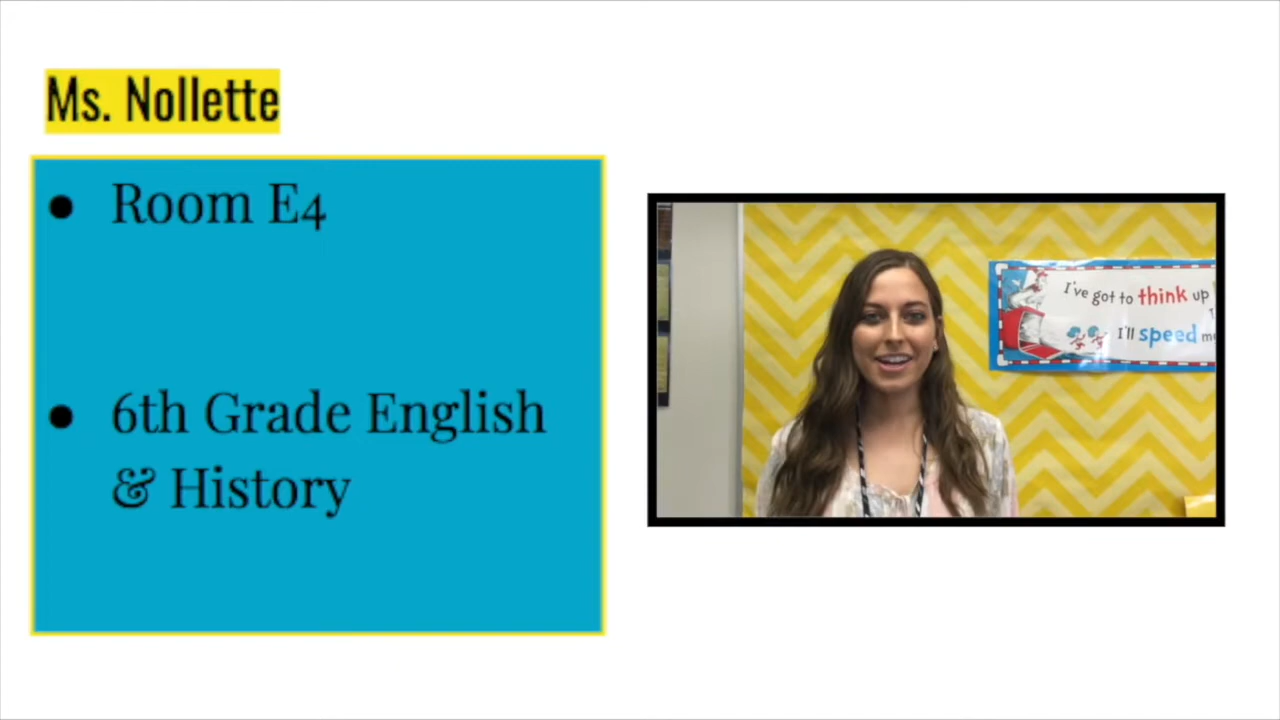 Ms. Nollette
● Room E4
● 6th Grade English
& History
I've got to think up
I'll speed